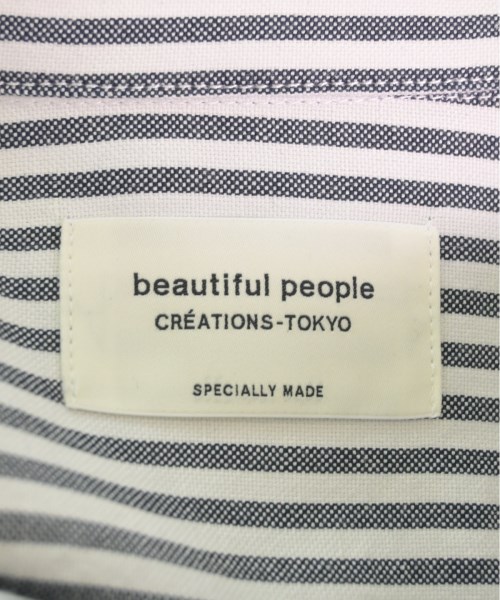 beautiful people
CRÉATIONS-TOKYO
SPECIALLY MADE